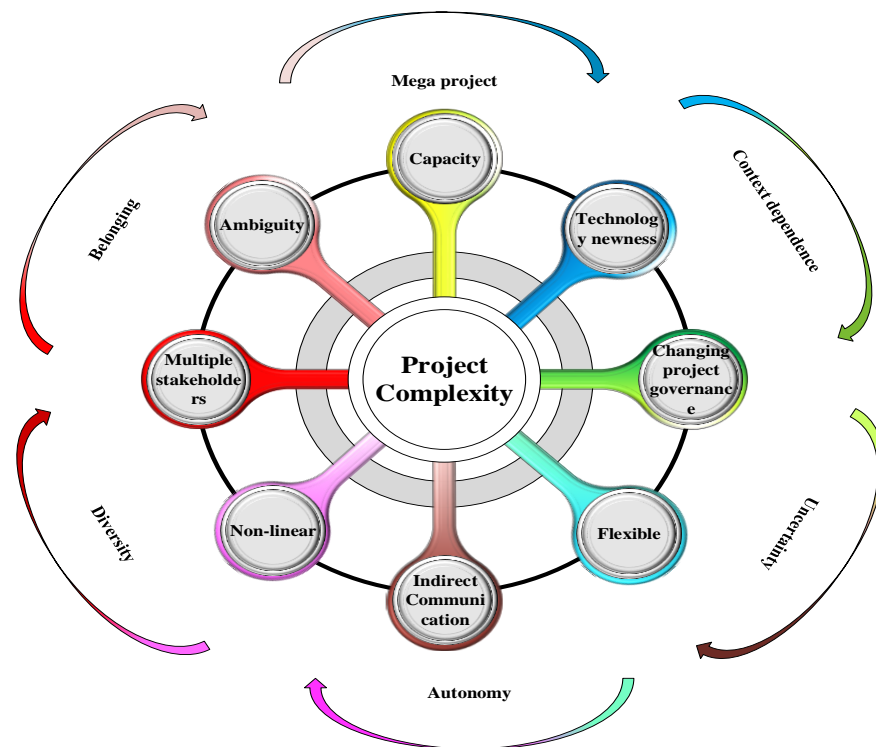 Mega project
Capacity
Technolog
y newness
Context dependence
Ambiguity
Belonging
Project
Complexity
Multiple
stakeholde
rs
Changing
project
governanc
e
Diversity
Non-linear
Flexible
Uncertainty
Indirect
Communi
cation
Autonomy